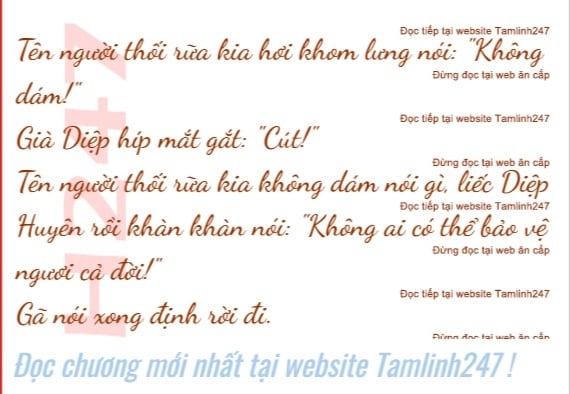 Đọc tiếp tại website Tamlinh247
Tên người thối rữa kia hơi khom lưng nói: "Không
Đừng đọc tại web ăn cắp
dám!"
Đọc tiếp tại website Tamlinh247
Già Diệp híp mắt gắt: "Cút!"
Đừng đọc tại web ăn cắp
Tên người thối rữa kia không dám nói gì, liếc Diệp
Đọc tiếp tại website Tamlinh247
Huyên rồi khàn khàn nói: "Không ai có thể bảo vệ
Đừng đọc tại web ăn cắp
ngươi cả đời!"
Đọc tiếp tại website Tamlinh247
Gã nói xong định rời đi.
Đừng đọc tại web ăn cắp
H247
Đọc chương mới nhất tại website Tamlinh247 !